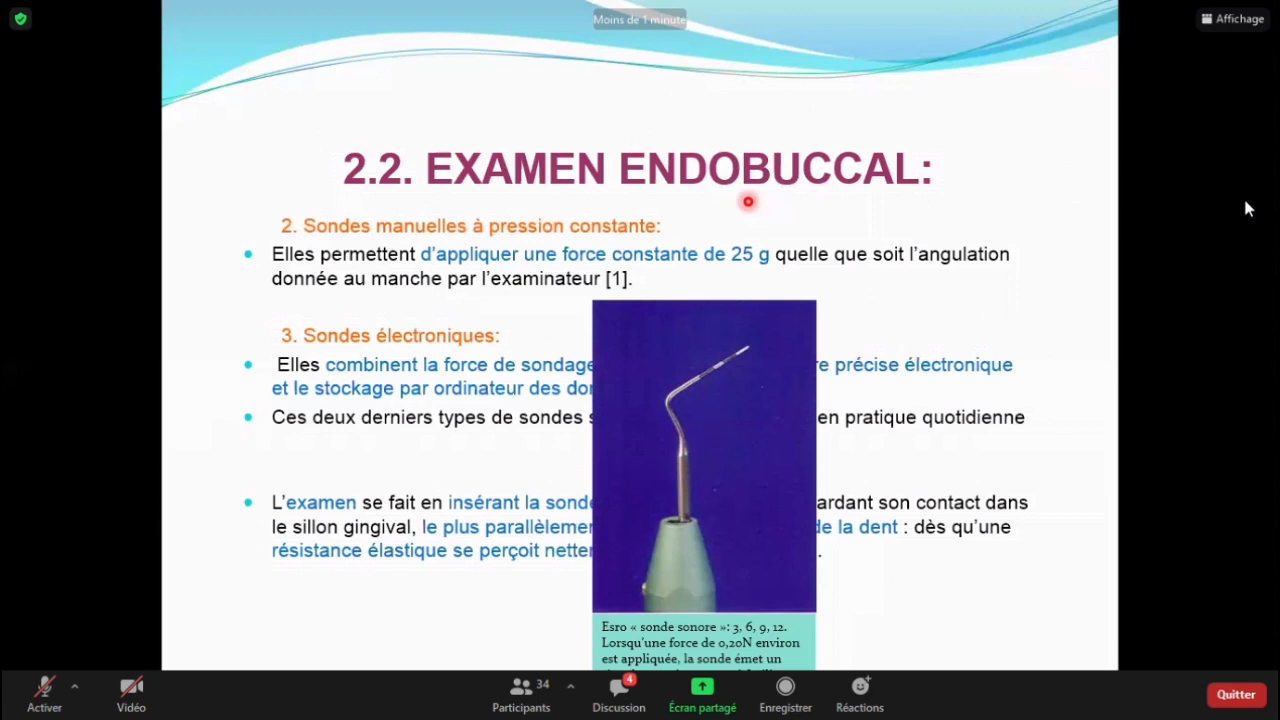 Moins de 1 minute
Affichage
2.2. EXAMEN ENDOBUCCAL:
2. Sondes manuelles à pression constante:
Elles permettent d'appliquer une force constante de 25 g quelle que soit l'angulation
donnée au manche par l'examinateur [1].
3. Sondes électroniques:
Elles combinent la force de sondage re précise électronique
et le stockage par ordinateur des
Ces deux derniers types de sondes en pratique quotidienne
L'examen se fait en insérant la sonde ardant son contact dans
le sillon gingival, le plus parallèlemen de la dent : dès qu'une
résistance élastique se perçoit netten .
Esro « sonde sonore »: 3, 6, 9, 12.
Lorsqu'une force de 0,20N environ
est appliquée, la sonde émet un
Activer
Vidéo
34
Participants
4
Discussion
Écran partagé
Enregistrer
Réactions
Quitter